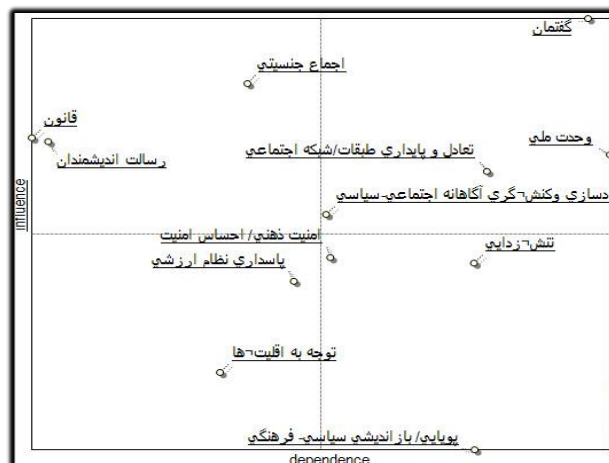 گفتمان
اجماع جنسيتي
قانون
رسالت انديشمندان
وحدت ملي
تعادل و پايداري طبقات/شبكه اجتماعي
دسازي وكنش¬گري آگاهانه اجتماعي-سياسي
امنيت ذهني/ احساس امنيت
تنش¬زدايي
پاسداري نظام ارزشي
توجه به اقليت¬ها
پويايي/ باز انديشي سياسي- فرهنگي
influence
dependence